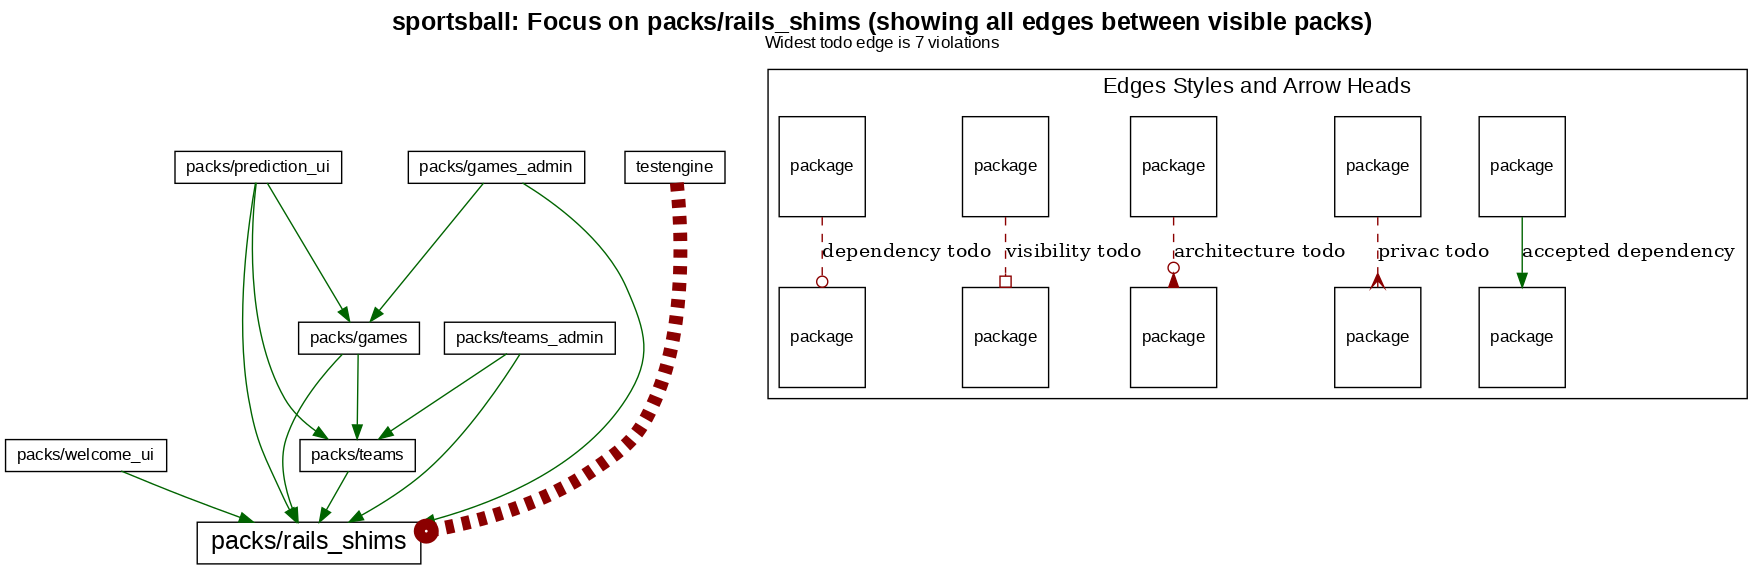 sportsball: Focus on packs/rails_shims (showing all edges between visible packs)
Widest todo edge is 7 violations
Edges Styles and Arrow Heads
package package package package package
packs/prediction_ui packs/games_admin testengine
dependency todo visibility todo architecture todo privac todo accepted dependency
packs/games packs/teams_admin
package package package package package
packs/welcome_ui packs/teams
packs/rails_shims